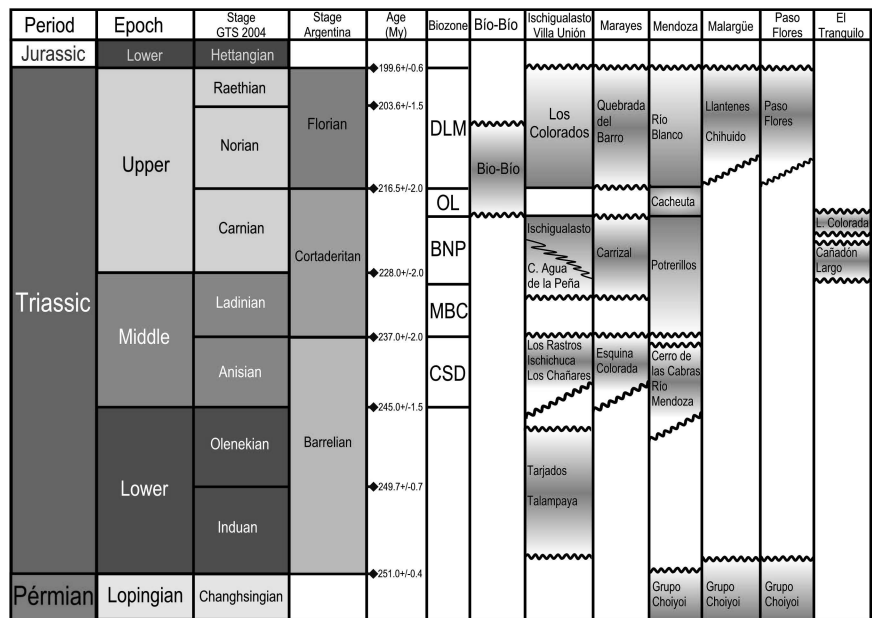 Period Epoch Stage GTS 2004 Stage Argentina Age (My) Biozone Bío-Bío Ischigualasto Villa Unión Marayes Mendoza Malargüe Paso Flores El Tranquilo
Jurassic Lower Hettangian
199.6+/-0.6
Raethian
203.6+/-1.5
Norian
Florian
DLM
Bio-Bío
Los
Colorados
Quebrada
del
Barro
Río
Blanco
Llantenes
Chihuido
Paso
Flores
Upper
216.5+/-2.0
OL
Cacheuta
Carnian
Cortaderitan
BNP
Ischigualasto
C. Agua
de la Peña
Carrizal
Potrerillos
L. Colorada
Cañadón
Largo
228.0+/-2.0
Triassic
Middle
Ladinian
MBC
237.0+/-2.0
Anisian
CSD
Los Rastros
Ischichuca
Los Chañares
Esquina
Colorada
Cerro de
las Cabras
Río
Mendoza
245.0+/-1.5
Lower
Olenekian
Barrelian
Tarjados
Talampaya
249.7+/-0.7
Induan
251.0+/-0.4
Pérmian Lopingian Changhsingian
Grupo
Choiyoi
Grupo
Choiyoi
Grupo
Choiyoi